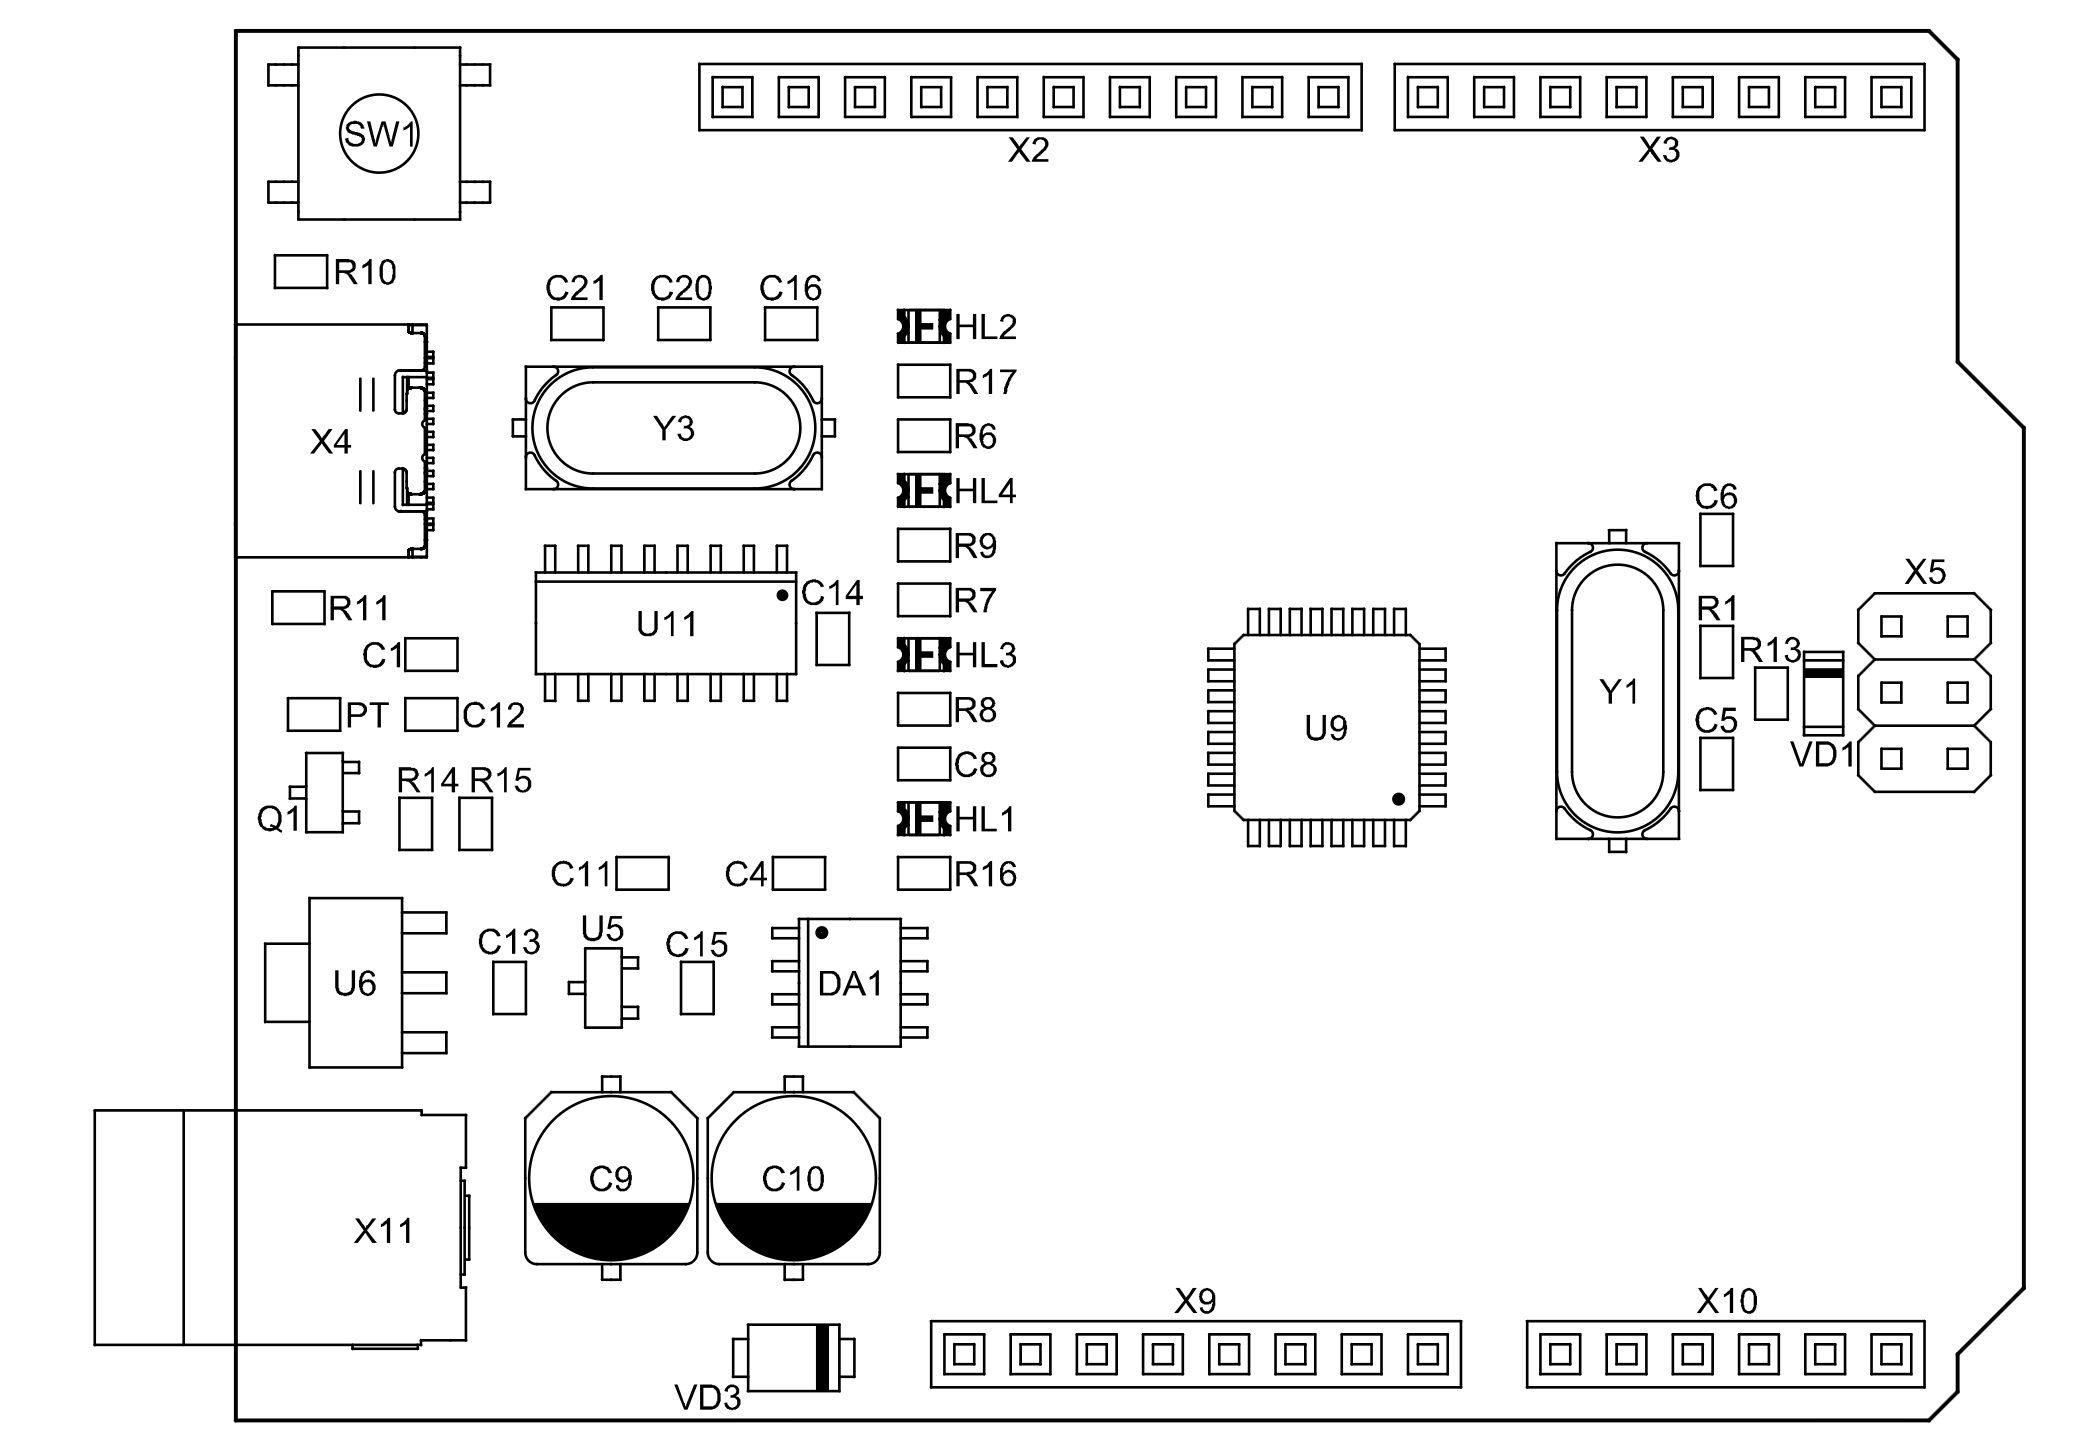 SW1
X2
X3
R10
C21
C20
C16
HL2
R17
Y3
R6
X4
HL4
C6
R9
X5
C14
R7
R11
R1
U11
C1
HL3
R13
Y1
PT
C12
R8
C5
U9
VD1
C8
R14
R15
Q1
HL1
C11
C4
R16
U5
C13
C15
U6
DA1
C9
C10
X11
X9
X10
VD3